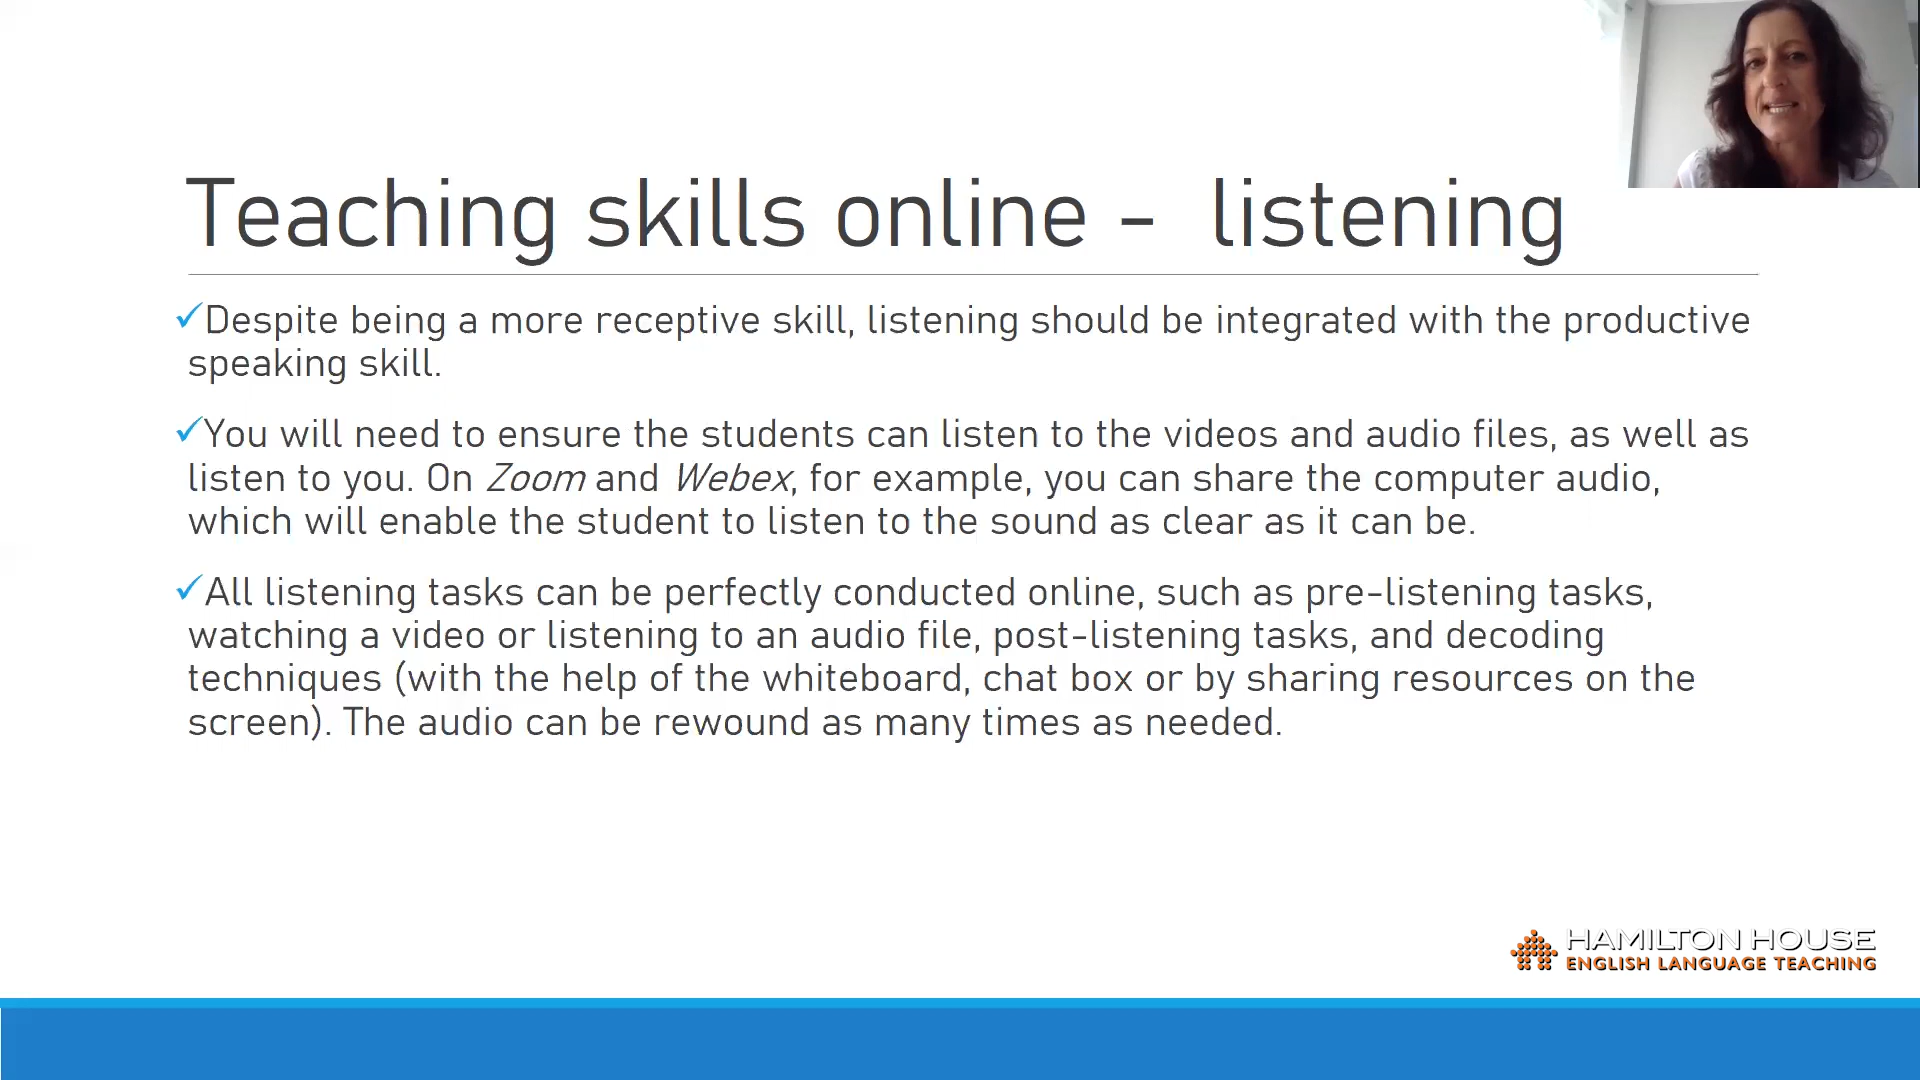 Teaching skills online - listening
✓Despite being a more receptive skill, listening should be integrated with the productive
speaking skill.
✓You will need to ensure the students can listen to the videos and audio files, as well as
listen to you. On Zoom and Webex, for example, you can share the computer audio,
which will enable the student to listen to the sound as clear as it can be.
✓All listening tasks can be perfectly conducted online, such as pre-listening tasks,
watching a video or listening to an audio file, post-listening tasks, and decoding
techniques (with the help of the whiteboard, chat box or by sharing resources on the
screen). The audio can be rewound as many times as needed.
HAMILTON HOUSE
ENGLISH LANGUAGE TEACHING